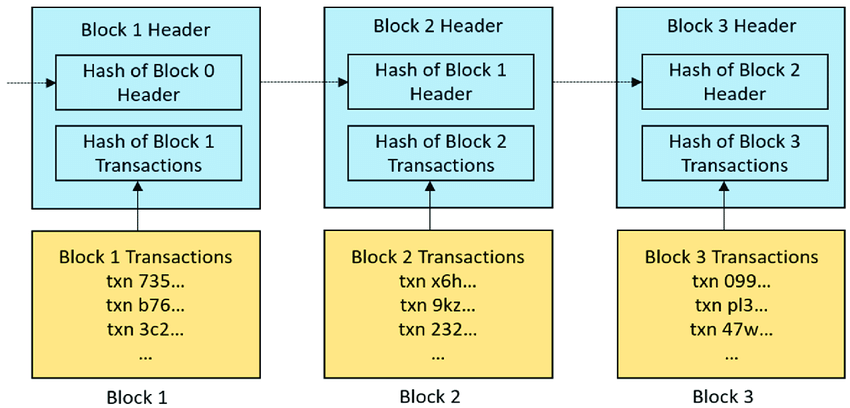 Block 1 Header
Hash of Block 0
Header
Hash of Block 1
Transactions
Block 1 Transactions
txn 735...
txn b76...
txn 3c2...
...
Block 1
Block 2 Header
Hash of Block 1
Header
Hash of Block 2
Transactions
Block 2 Transactions
txn x6h...
txn 9kz...
txn 232...
...
Block 2
Block 3 Header
Hash of Block 2
Header
Hash of Block 3
Transactions
Block 3 Transactions
txn 099...
txn pl3...
txn 47w...
...
Block 3